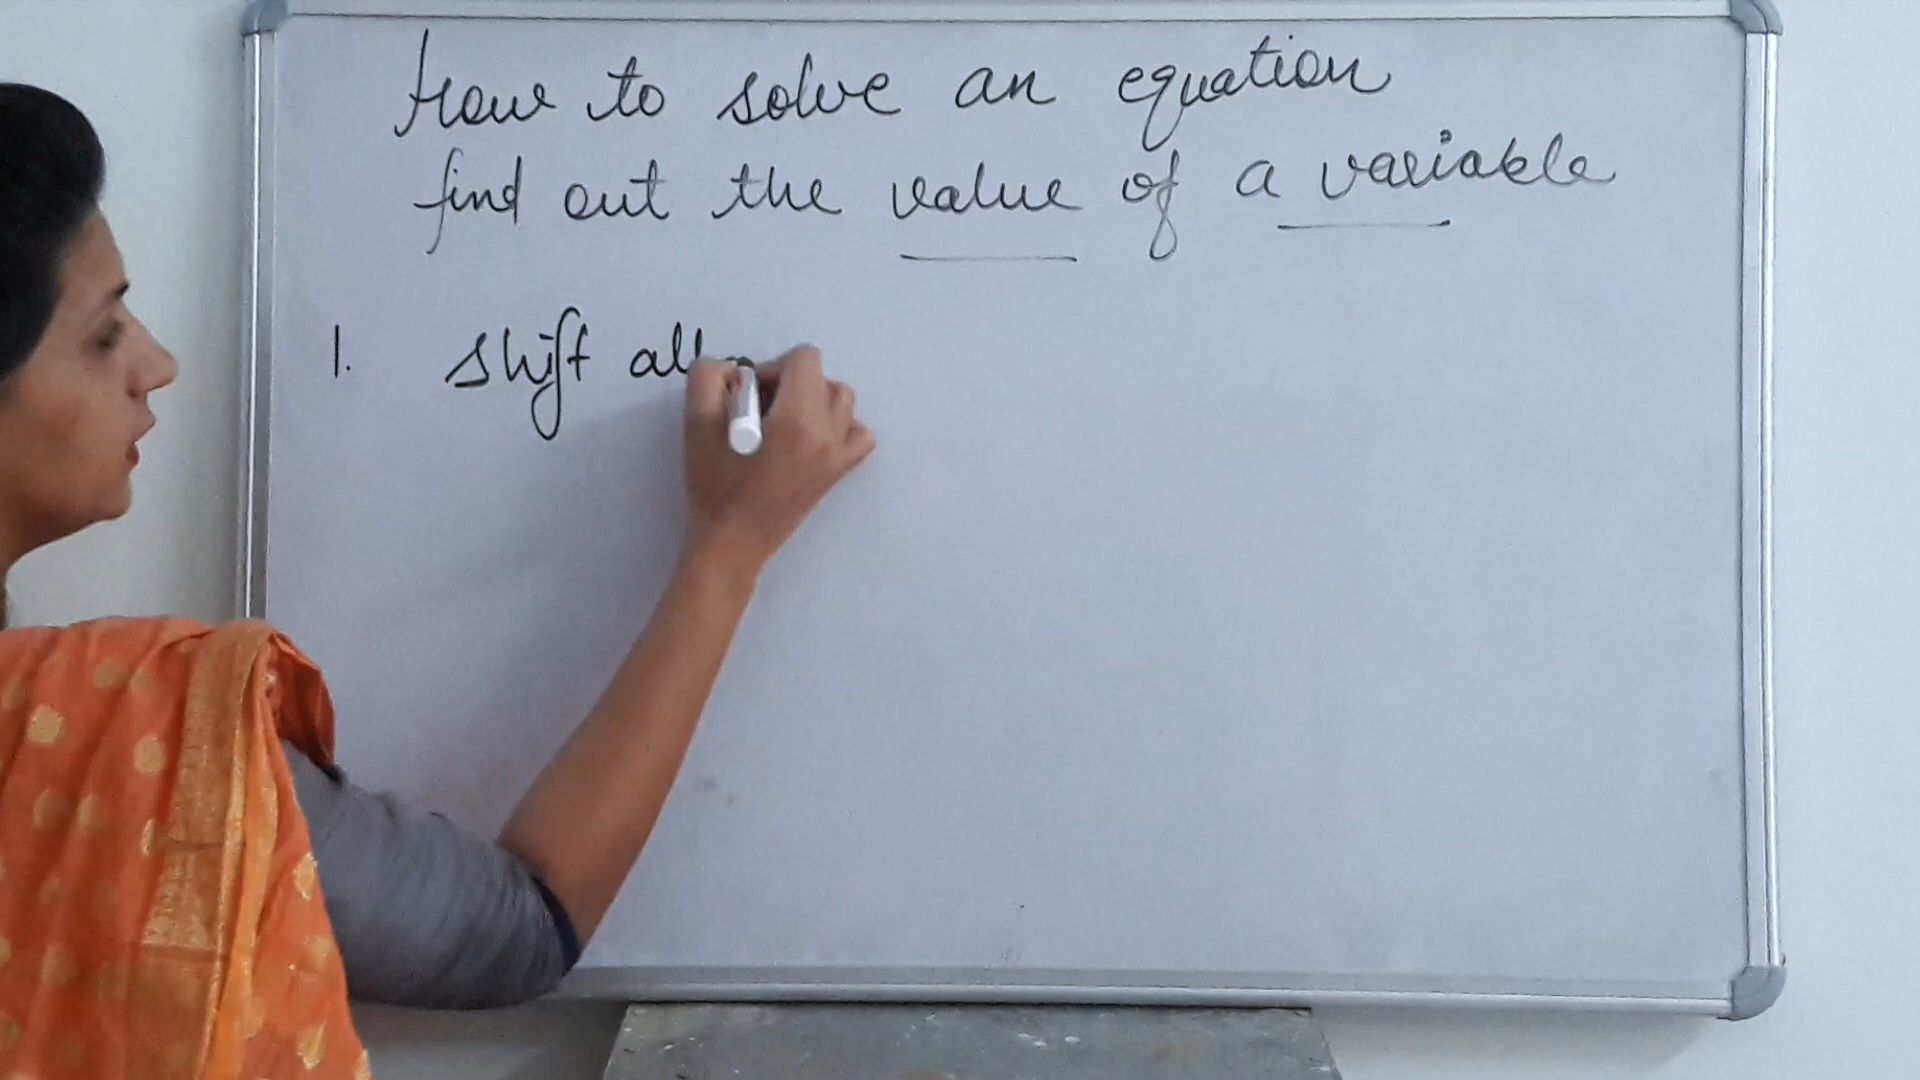 How to solve an equation
find out the value of a variable
1. shift all